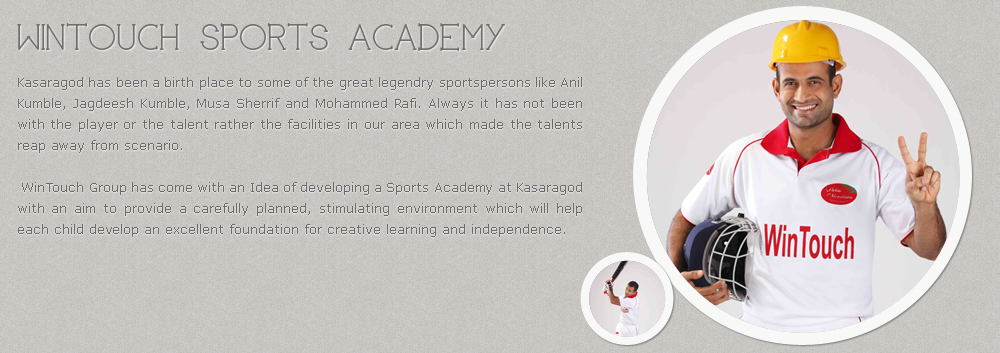 WINTOUCH SPORTS ACADEMY
Kasaragod has been a birth place to some of the great legendry sportspersons like Anil
Kumble, Jagdeesh Kumble, Musa Sherrif and Mohammed Rafi. Always it has not been
with the player or the talent rather the facilities in our area which made the talents
reap away from scenario.
WinTouch Group has come with an Idea of developing a Sports Academy at Kasaragod
with an aim to provide a carefully planned, stimulating environment which will help
each child develop an excellent foundation for creative learning and independence.
WinTouch